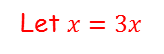 Let 𝑥 = 3𝑥